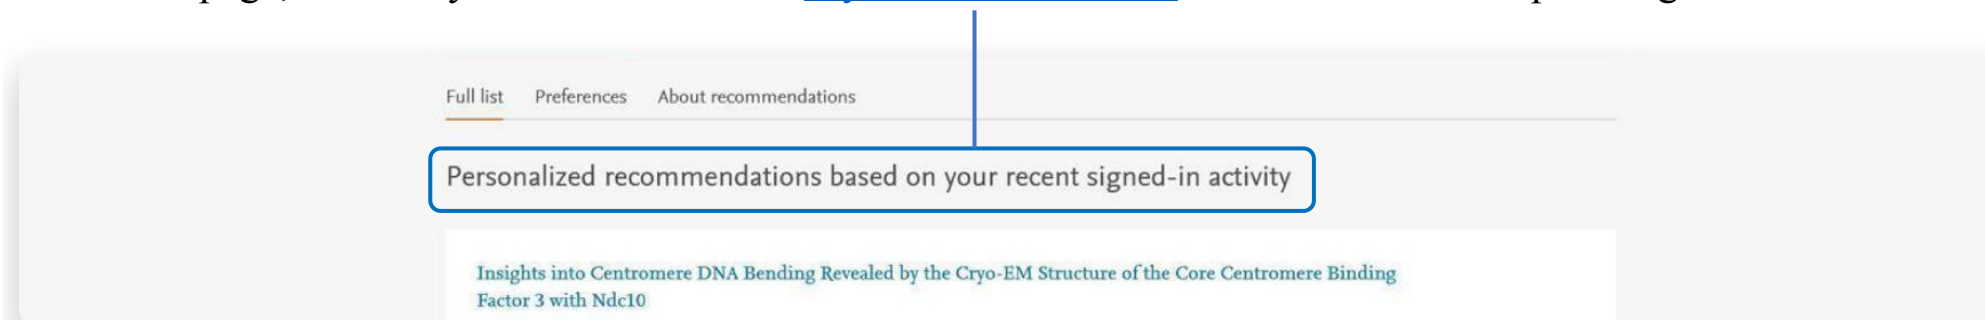 Full list Preferences About recommendations
Personalized recommendations based on your recent signed-in activity
Insights into Centromere DNA Bending Revealed by the Cryo-EM Structure of the Core Centromere Binding
Factor 3 with Ndc10